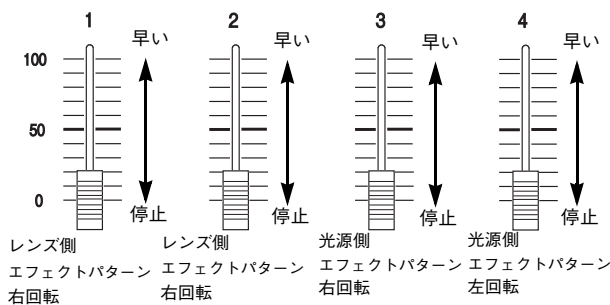 1 2 3 4
早い 早い 早い 早い
100
50
0
停止 停止 停止 停止
レンズ側 レンズ側 光源側 光源側
エフェクトパターン エフェクトパターン エフェクトパターン エフェクトパターン
右回転 右回転 右回転 左回転